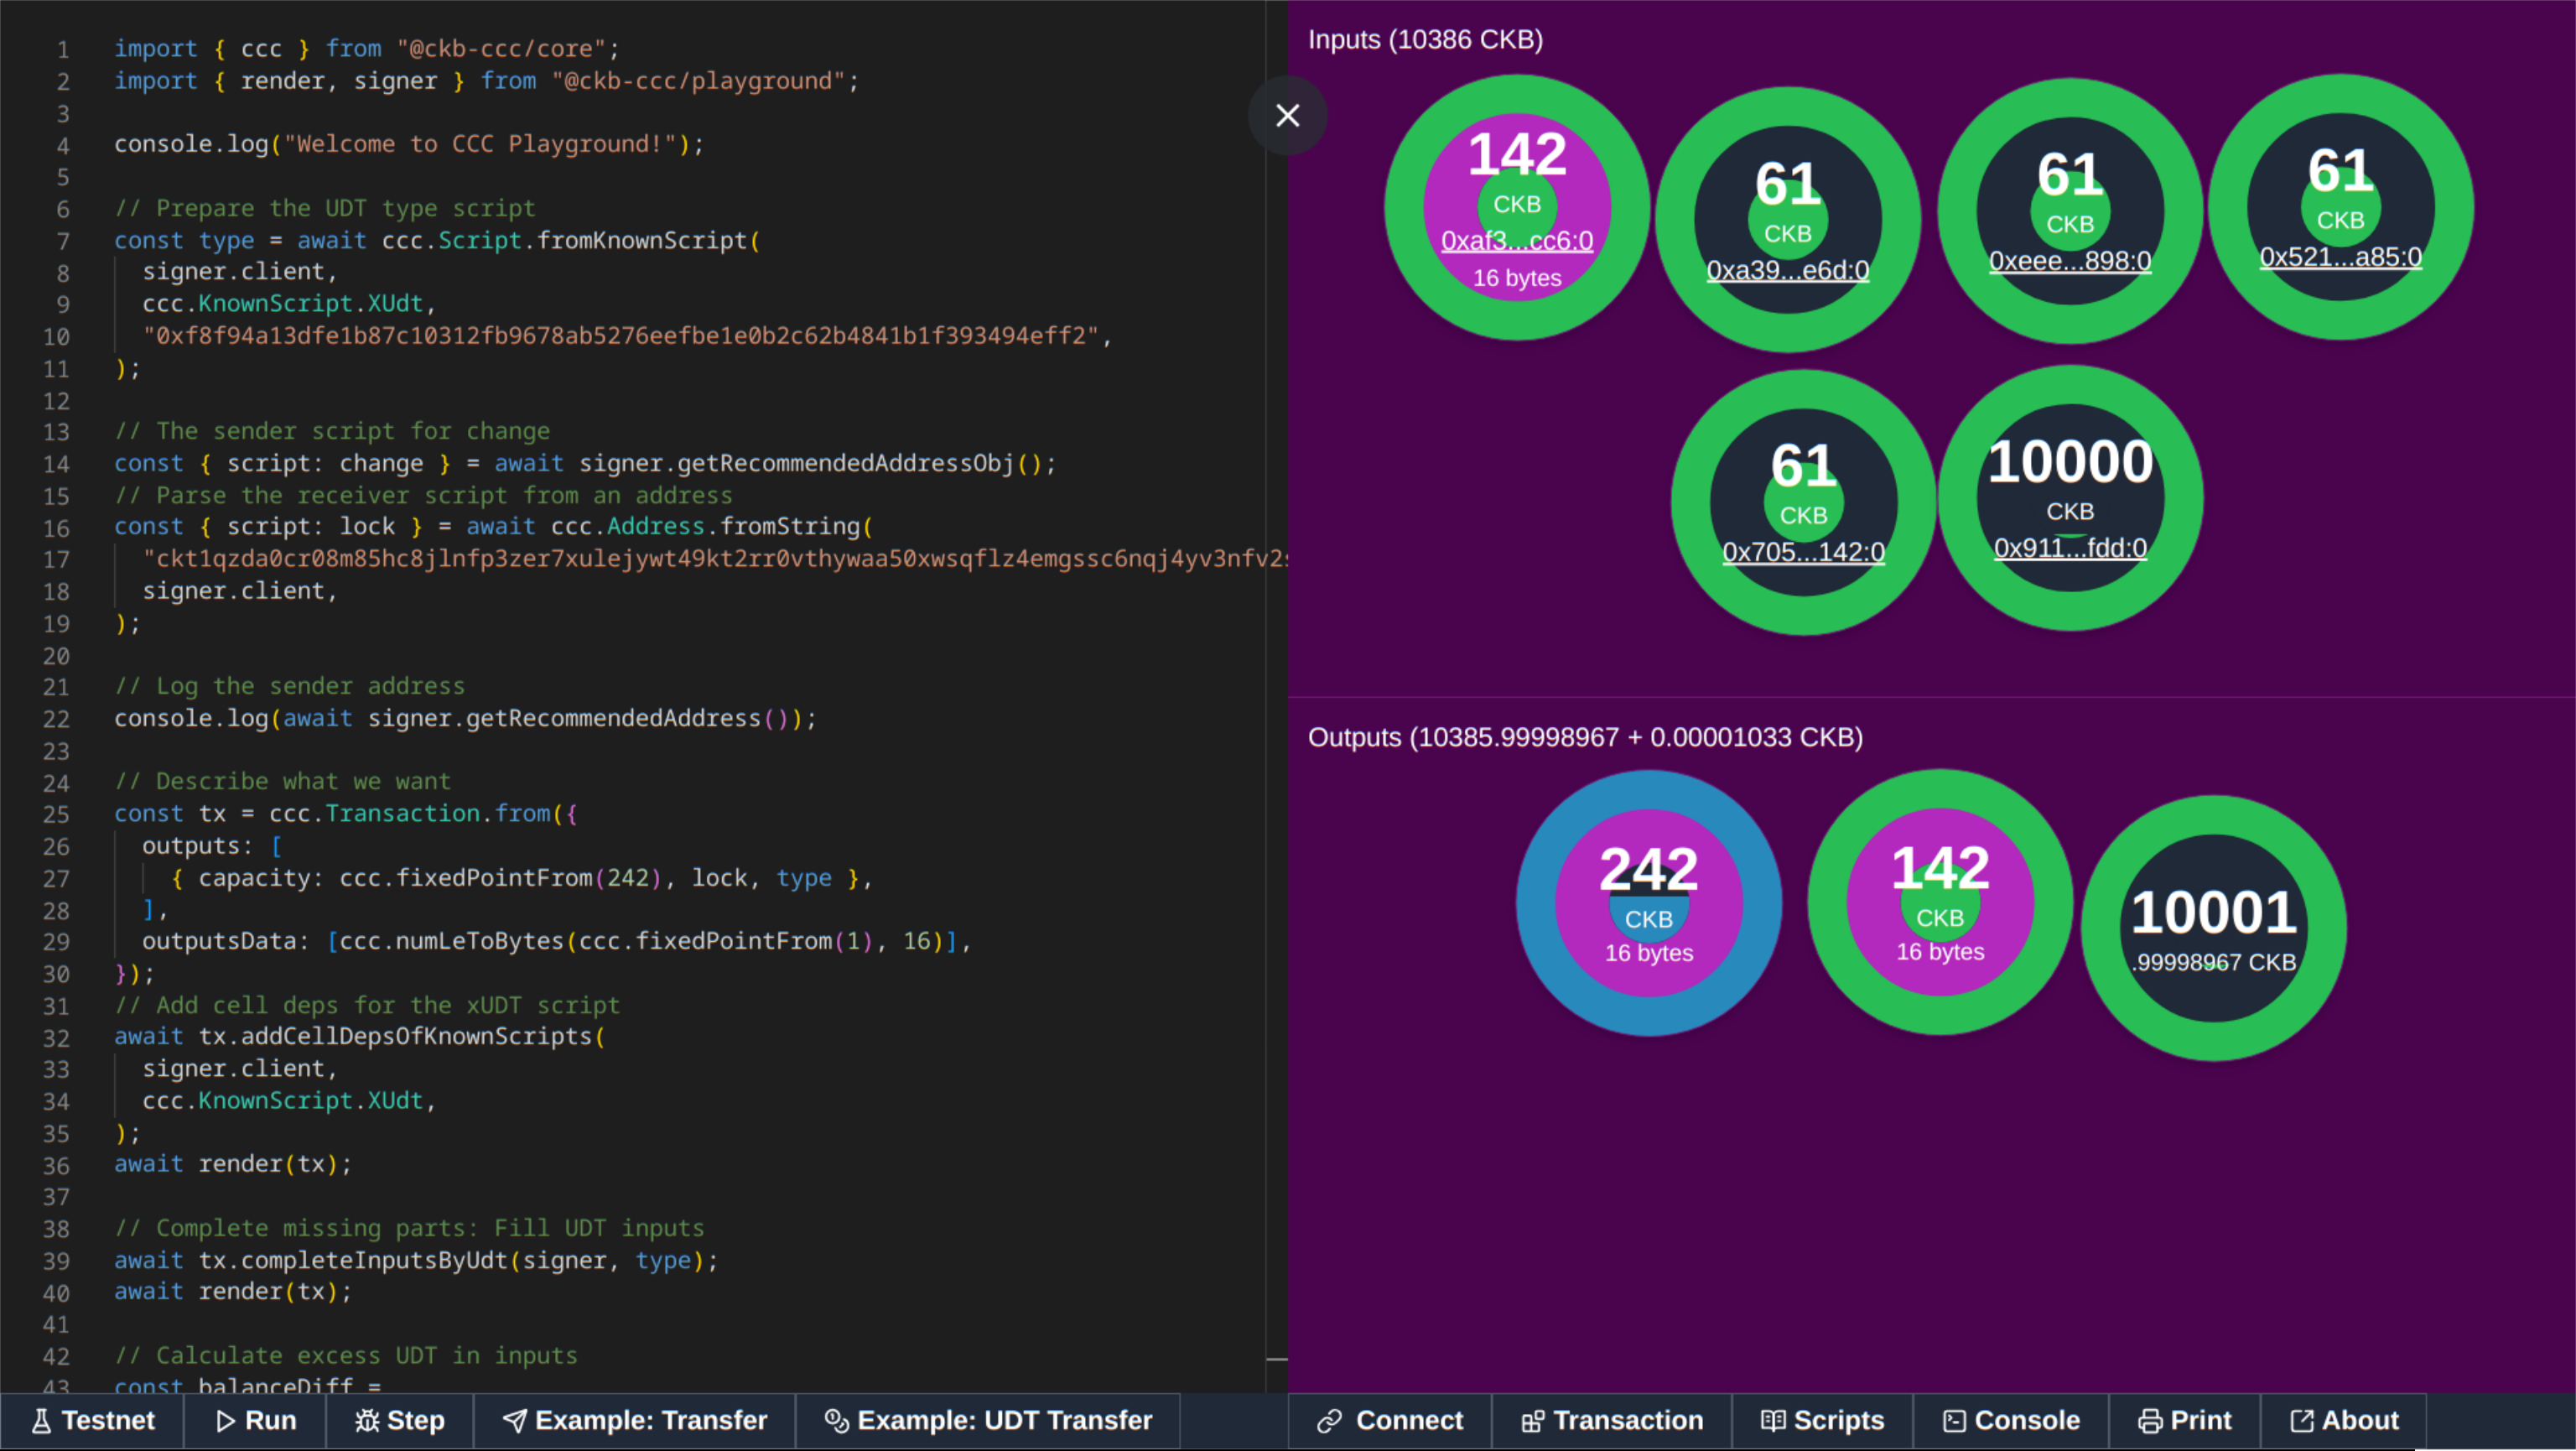 1 import { ccc } from "@ckb-ccc/core";
2 import { render, signer } from "@ckb-ccc/playground";
3
4 console.log("Welcome to CCC Playground!");
5
6 // Prepare the UDT type script
7 const type = await ccc.Script.fromKnownScript(
8 signer.client,
9 ccc.KnownScript.XUdt,
10 "0xf8f94a13dfe1b87c10312fb9678ab5276eefbe1e0b2c62b4841b1f393494eff2",
11 );
12
13 // The sender script for change
14 const { script: change } = await signer.getRecommendedAddressObj();
15 // Parse the receiver script from an address
16 const { script: lock } = await ccc.Address.fromString(
17 "ckt1qzda0cr08m85hc8jlnfp3zer7xulejywt49kt2rr0vthywaa50xwsqflz4emgssc6nqj4yv3nfv2s
18 signer.client,
19 );
20
21 // Log the sender address
22 console.log(await signer.getRecommendedAddress());
23
24 // Describe what we want
25 const tx = ccc.Transaction.from({
26 outputs: [
27 { capacity: ccc.fixedPointFrom(242), lock, type },
28 ],
29 outputsData: [ccc.numLeToBytes(ccc.fixedPointFrom(1), 16)],
30 });
31 // Add cell deps for the xUDT script
32 await tx.addCellDepsOfKnownScripts(
33 signer.client,
34 ccc.KnownScript.XUdt,
35 );
36 await render(tx);
37
38 // Complete missing parts: Fill UDT inputs
39 await tx.completeInputsByUdt(signer, type);
40 await render(tx);
41
42 // Calculate excess UDT in inputs
43 const balanceDiff =
Testnet Run Step Example: Transfer Example: UDT Transfer
Inputs (10386 CKB)
142
CKB
0xaf3...cc6:0
16 bytes
61
CKB
0xa39...e6d:0
61
CKB
0xeee...898:0
61
CKB
0x521...a85:0
61
CKB
0x705...142:0
10000
CKB
0x911...fdd:0
Outputs (10385.99998967 + 0.00001033 CKB)
242
CKB
16 bytes
142
CKB
16 bytes
10001
.99998967 CKB
Connect Transaction Scripts Console Print About